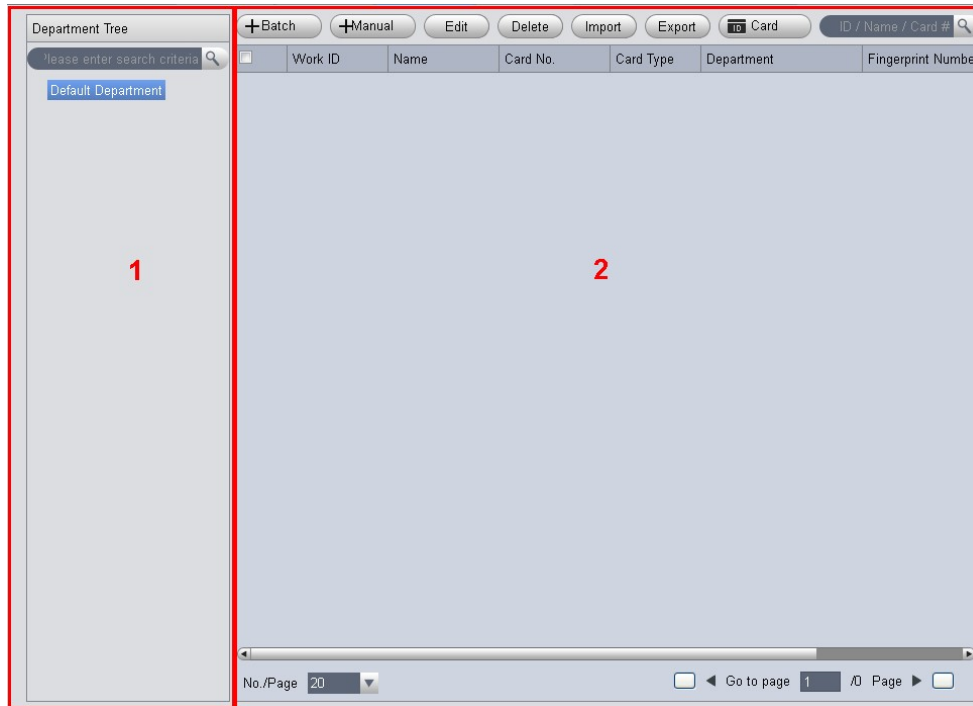 Department Tree
Please enter search criteria
Default Department
1
Batch Manual Edit Delete Import Export ID Card ID / Name / Card #
Work ID Name Card No. Card Type Department Fingerprint Numbe
2
No./Page 20 Go to page 1 /0 Page